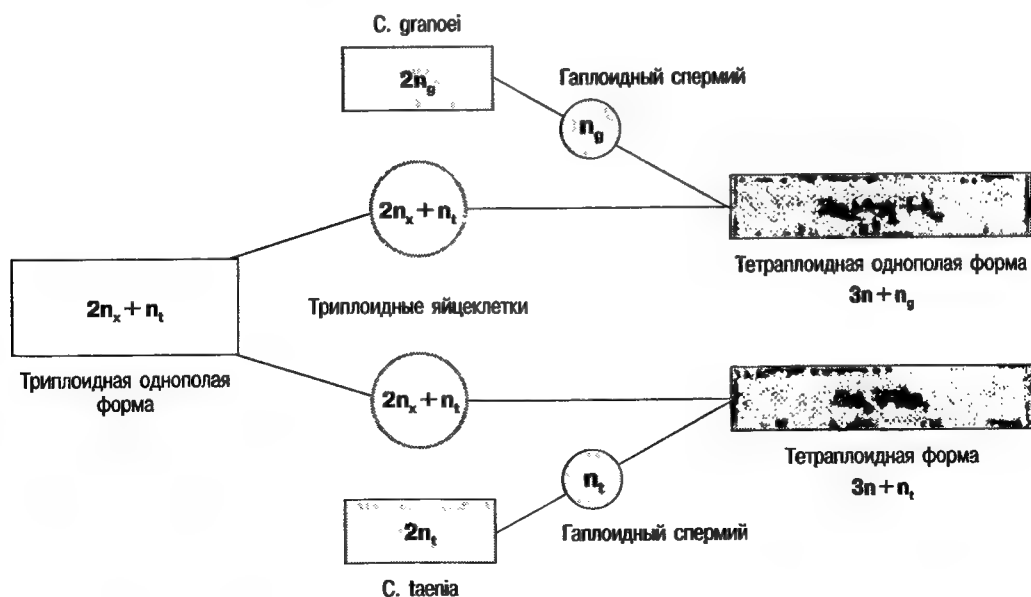 C. granoei
2n_g
Гаплоидный спермий
n_g
2n_x + n_t
Тетраплоидная однополая форма
3n + n_g
2n_x + n_t
Триплоидные яйцеклетки
Триплоидная однополая
форма
2n_x + n_t
Тетраплоидная форма
3n + n_t
n_t
2n_t
Гаплоидный спермий
C. taenia